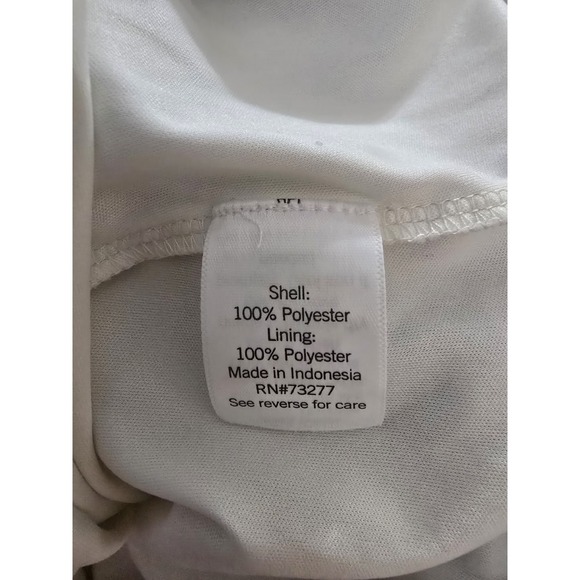 Shell:
100% Polyester
Lining:
100% Polyester
Made in Indonesia
RN#73277
See reverse for care